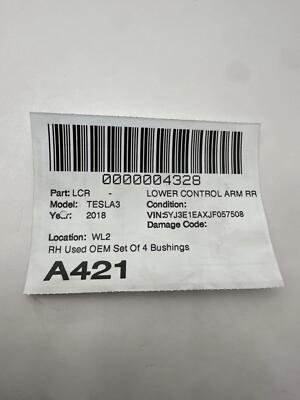 0000004328
Part: LCR - LOWER CONTROL ARM RR
Model: TESLA3 Condition:
Year: 2018 VIN:5YJ3E1EAXJF057508
Damage Code:
Location: WL2
RH Used OEM Set Of 4 Bushings
A421